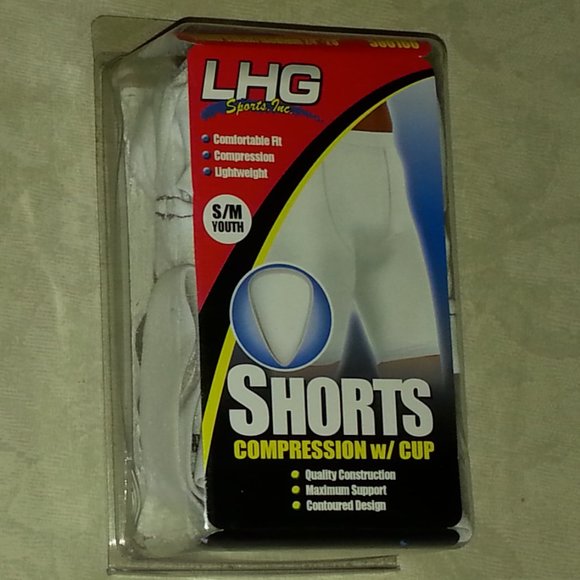 LHG
Sports, Inc.
Comfortable Fit
Compression
Lightweight
S/M
YOUTH
SHORTS
COMPRESSION W/ CUP
Quality Construction
Maximum Support
Contoured Design